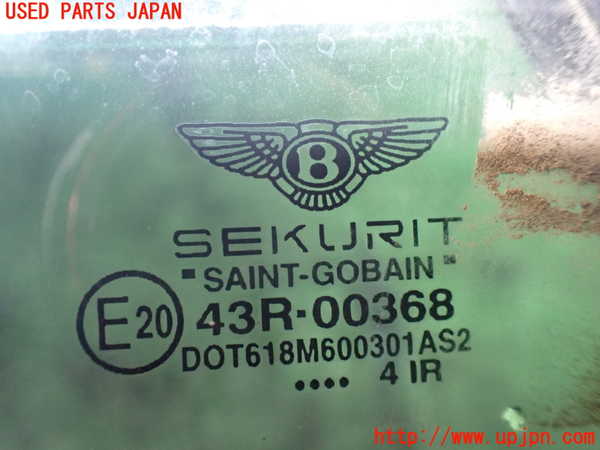 USED PARTS JAPAN
B
SEKURIT
"SAINT-GOBAIN"
E20 43R-00368
DOT618M600301AS2
.... 4 IR
http://www.upjpn.com/